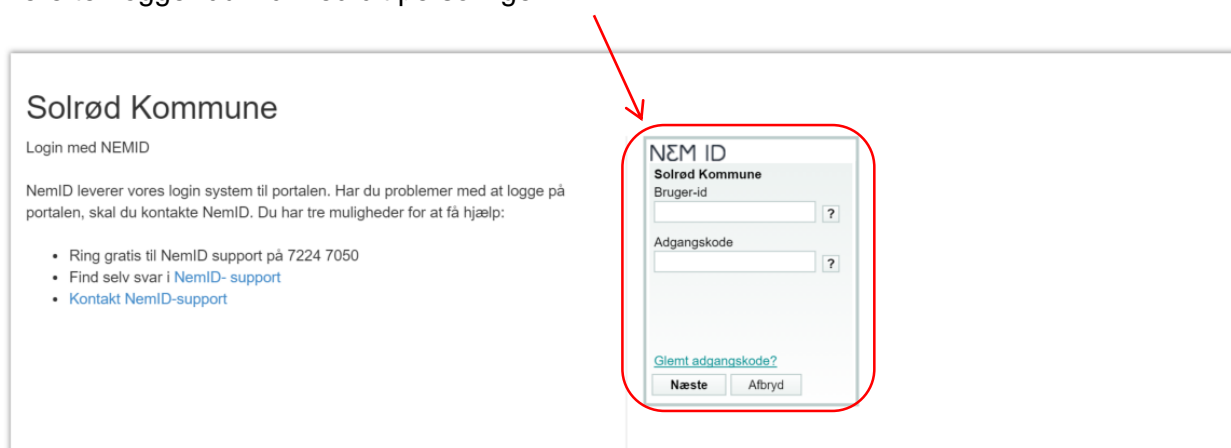 Solrød Kommune
Login med NEMID
NemID leverer vores login system til portalen. Har du problemer med at logge på
portalen, skal du kontakte NemID. Du har tre muligheder for at få hjælp:
• Ring gratis til NemID support på 7224 7050
• Find selv svar i NemID- support
• Kontakt NemID-support
NEM ID
Solrød Kommune
Bruger-id
?
Adgangskode
?
Glemt adgangskode?
Næste Afbryd